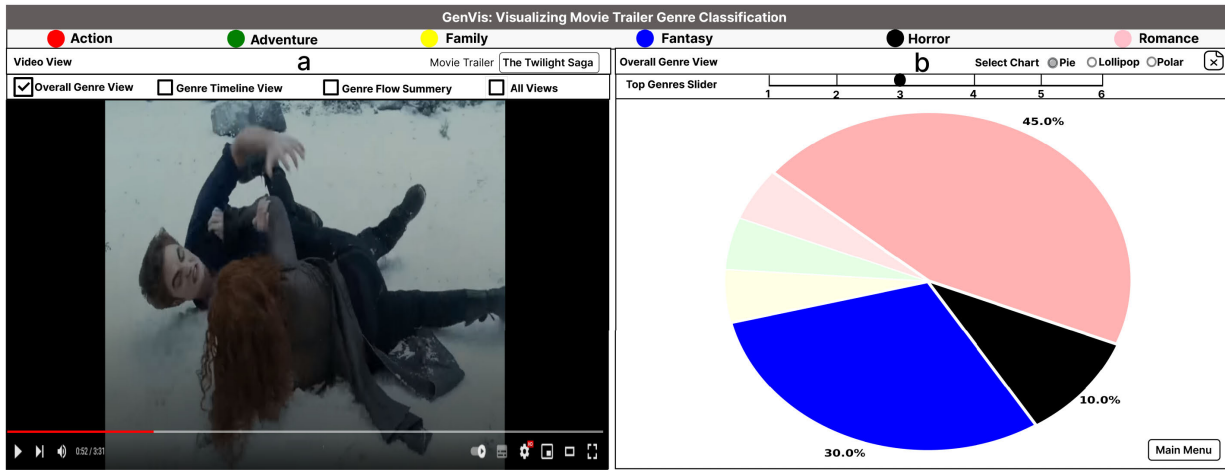 GenVis: Visualizing Movie Trailer Genre Classification
Action Adventure Family Fantasy Horror Romance
Video View a Movie Trailer The Twilight Saga
Overall Genre View Genre Timeline View Genre Flow Summery All Views
0:52 / 3:31
Overall Genre View b Select Chart Pie Lollipop Polar
Top Genres Slider 1 2 3 4 5 6
45.0%
10.0%
30.0%
Main Menu